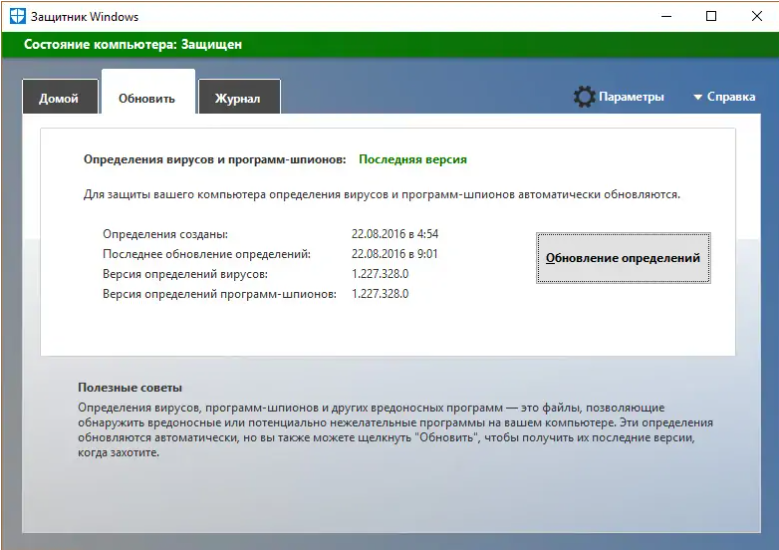 Защитник Windows
Состояние компьютера: Защищен
Домой
Обновить
Журнал
Параметры
Справка
Определения вирусов и программ-шпионов: Последняя версия
Для защиты вашего компьютера определения вирусов и программ-шпионов автоматически обновляются.
Определения созданы: 22.08.2016 в 4:54
Последнее обновление определений: 22.08.2016 в 9:01
Версия определений вирусов: 1.227.328.0
Версия определений программ-шпионов: 1.227.328.0
Обновление определений
Полезные советы
Определения вирусов, программ-шпионов и других вредоносных программ — это файлы, позволяющие
обнаружить вредоносные или потенциально нежелательные программы на вашем компьютере. Эти определения
обновляются автоматически, но вы также можете щелкнуть "Обновить", чтобы получить их последние версии,
когда захотите.